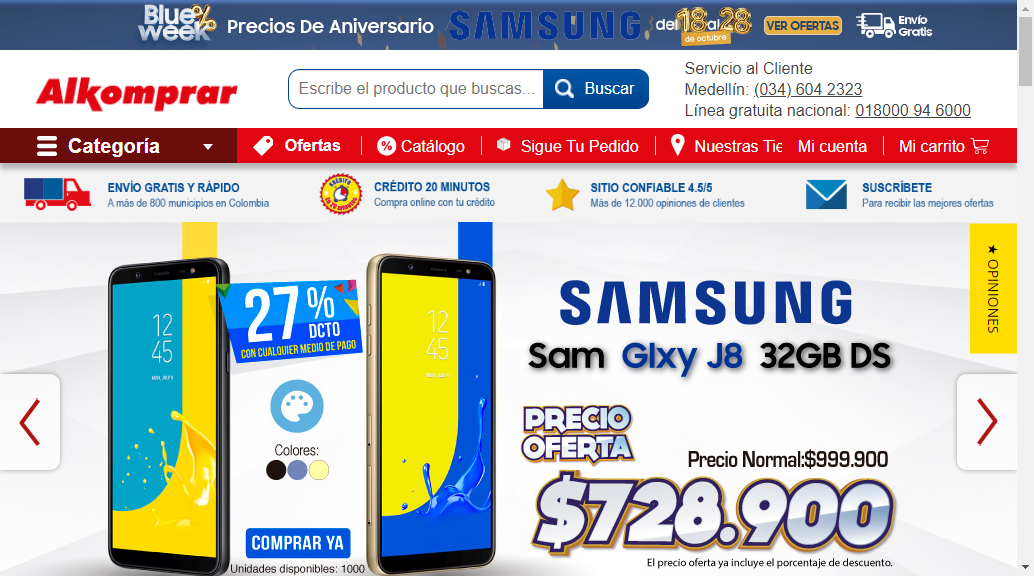 Blue % Week
Precios De Aniversario SAMSUNG del 18 al 28 de octubre VER OFERTAS Envío Gratis
Alkomprar
Escribe el producto que buscas... Buscar
Servicio al Cliente
Medellín: (034) 604 2323
Línea gratuita nacional: 018000 94 6000
Categoría Ofertas % Catálogo Sigue Tu Pedido Nuestras Tie Mi cuenta Mi carrito
ENVÍO GRATIS Y RÁPIDO
A más de 800 municipios en Colombia
CRÉDITO 20 MINUTOS
Compra online con tu crédito
SITIO CONFIABLE 4.5/5
Más de 12.000 opiniones de clientes
SUSCRÍBETE
Para recibir las mejores ofertas
★ OPINIONES
12
45
27% DCTO
CON CUALQUIER MEDIO DE PAGO
12
45
Colores:
COMPRAR YA
Unidades disponibles: 1000
SAMSUNG
Sam Glxy J8 32GB DS
PRECIO
OFERTA
Precio Normal:$999.900
$728.900
El precio oferta ya incluye el porcentaje de descuento.